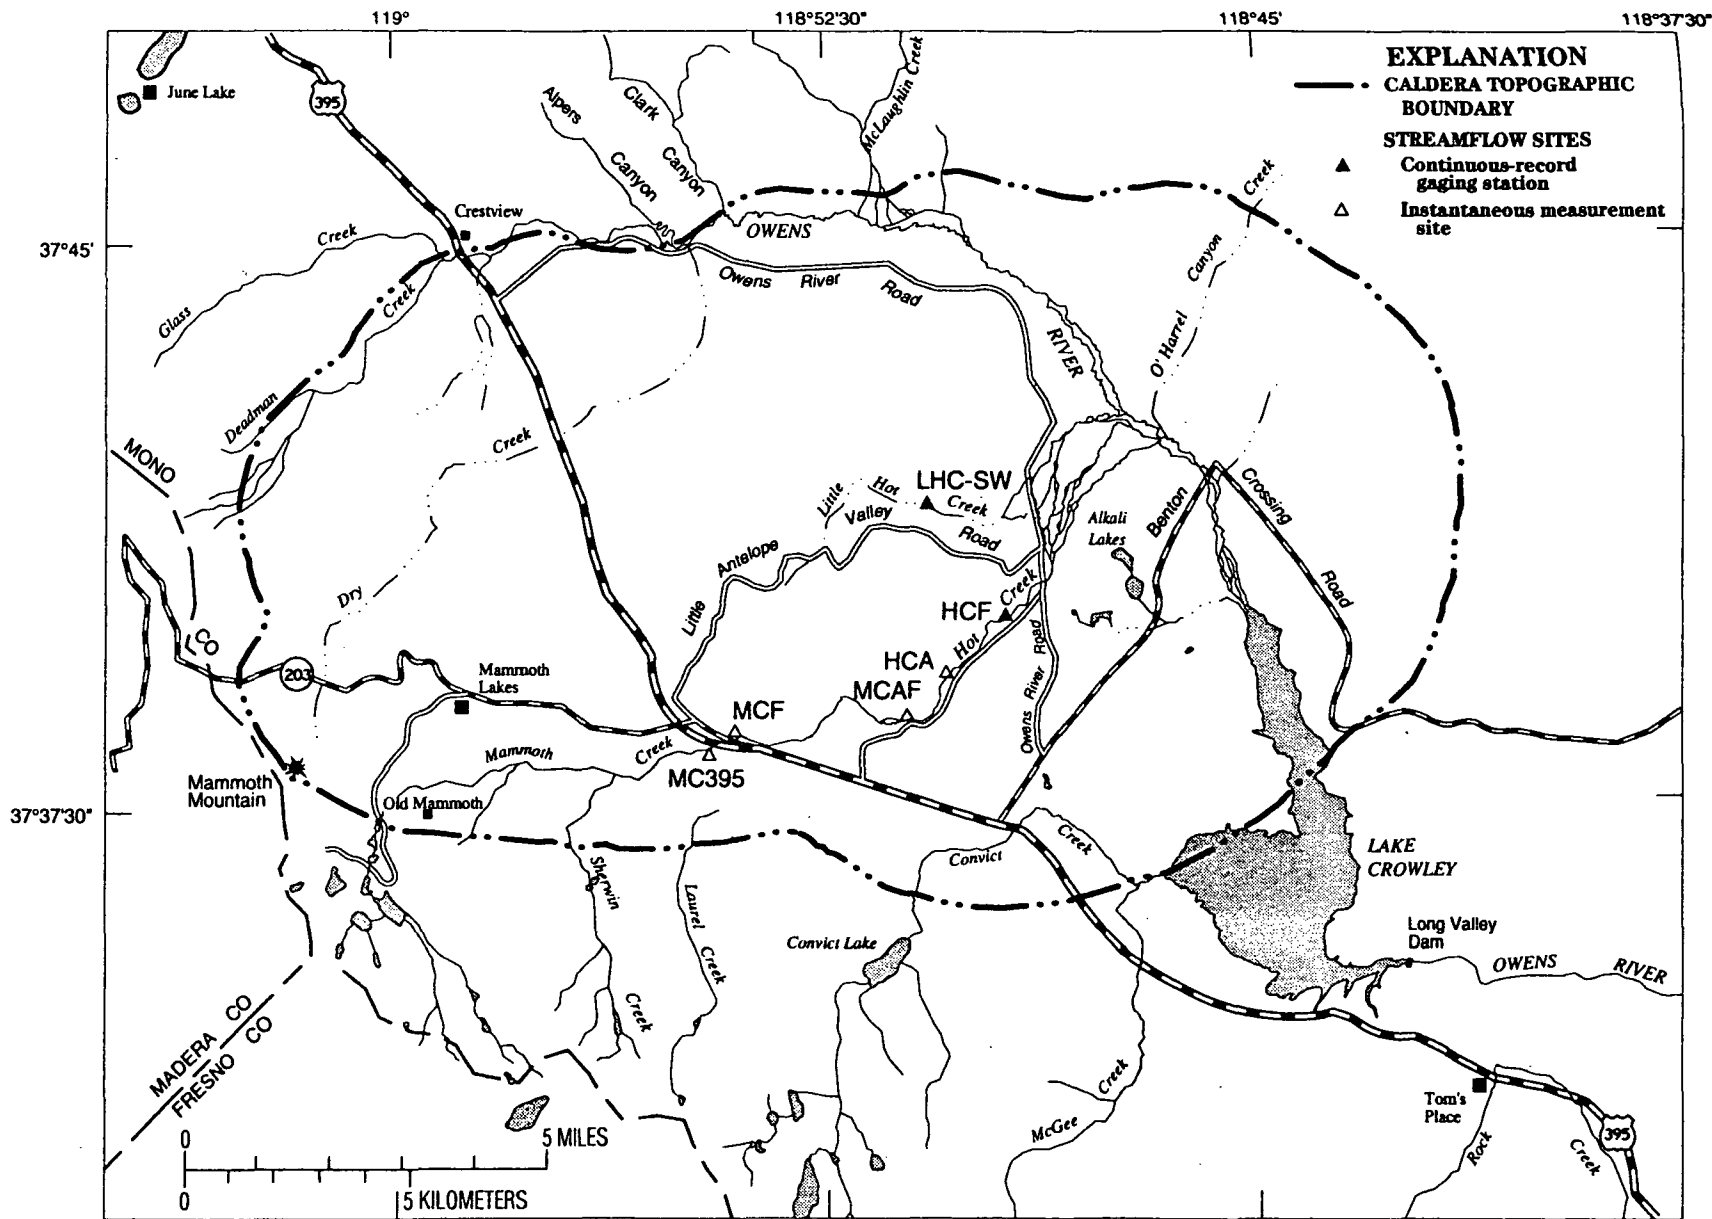 119°
118°52'30"
118°45'
118°37'30"
EXPLANATION
CALDERA TOPOGRAPHIC
BOUNDARY
STREAMFLOW SITES
Continuous-record
gaging station
Instantaneous measurement
site
June Lake
395
Alpers
Canyon
Clark
Canyon
McLaughlin Creek
Creek
Canyon
O' Harrel
Crestview
37°45'
Glass
Creek
Deadman
Creek
OWENS
RIVER
Owens
River
Road
Dry
Creek
MONO
CO
LHC-SW
Little
Hot
Creek
Little
Antelope
Valley
Road
Alkali
Lakes
Benton
Crossing
Road
HCF
HCA
MCAF
Hot
Creek
Owens River Road
203
Mammoth
Lakes
MCF
MC395
Mammoth
Creek
Mammoth
Mountain
Old Mammoth
37°37'30"
Sherwin
Creek
Laurel
Creek
Convict
Creek
Convict Lake
LAKE
CROWLEY
Long Valley
Dam
OWENS
RIVER
MADERA CO
FRESNO CO
McGee
Creek
Tom's
Place
Rock
Creek
395
0
5 MILES
0
5 KILOMETERS